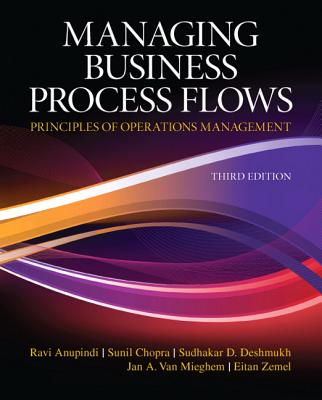 MANAGING
BUSINESS
PROCESS FLOWS
PRINCIPLES OF OPERATIONS MANAGEMENT
THIRD EDITION
Ravi Anupindi | Sunil Chopra | Sudhakar D. Deshmukh
Jan A. Van Mieghem | Eitan Zemel